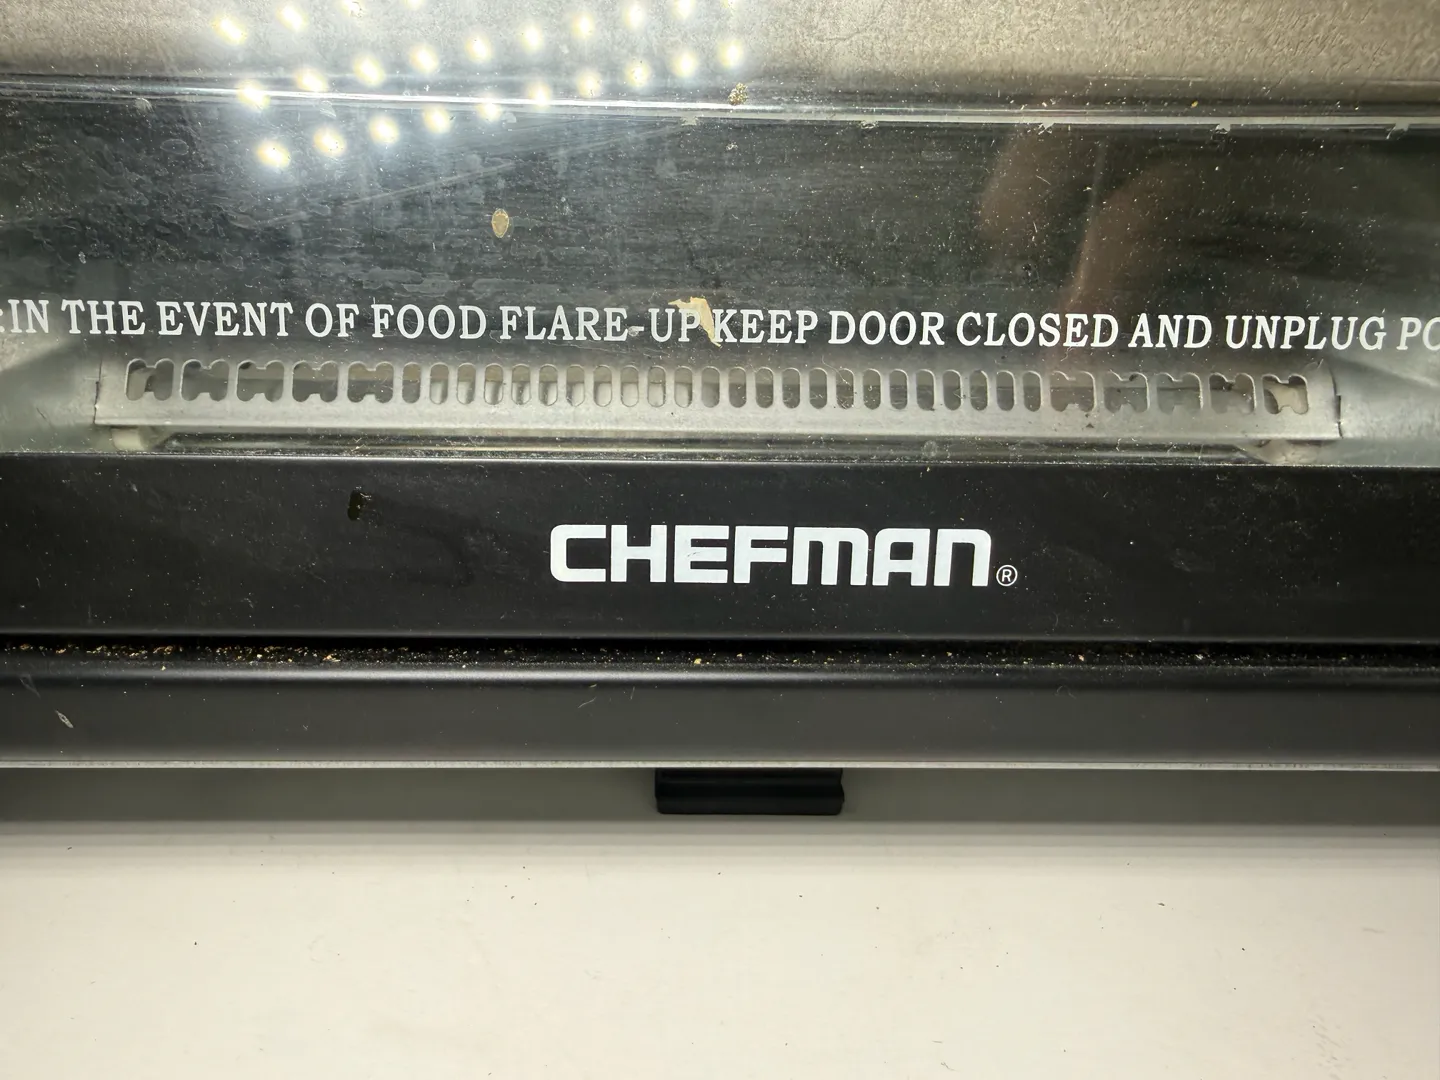 :IN THE EVENT OF FOOD FLARE-UP KEEP DOOR CLOSED AND UNPLUG
CHEFMAN®